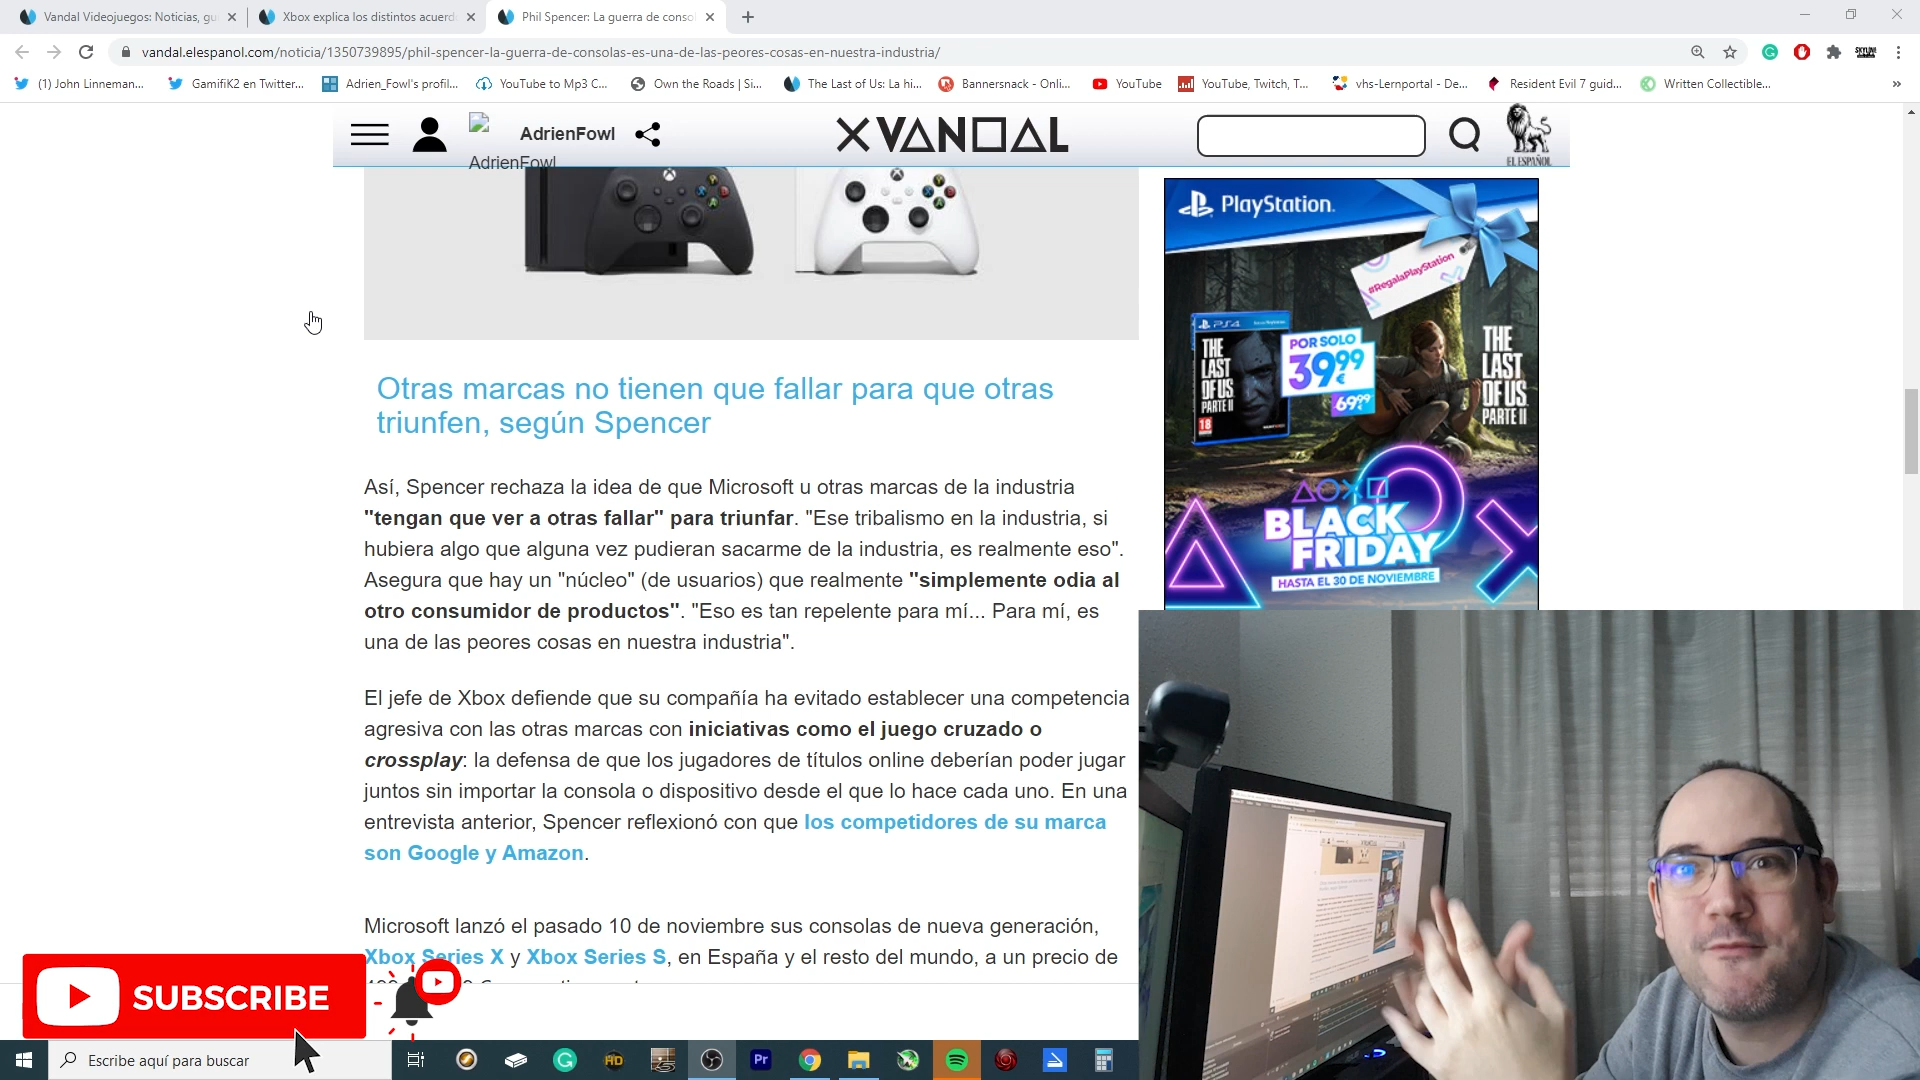 Vandal Videojuegos: Noticias, gu
Xbox explica los distintos acuerd
Phil Spencer: La guerra de conso
vandal.elespanol.com/noticia/1350739895/phil-spencer-la-guerra-de-consolas-es-una-de-las-peores-cosas-en-nuestra-industria/
SKYLINE
(1) John Linneman...
GamifiK2 en Twitter...
Adrien_Fowl's profil...
YouTube to Mp3 C...
Own the Roads | Si...
The Last of Us: La hi...
Bannersnack - Onli...
YouTube
YouTube, Twitch, T...
vhs-Lernportal - De...
Resident Evil 7 guid...
Written Collectible...
AdrienFowl
AdrienFowl
VANDAL
EL ESPAÑOL
Otras marcas no tienen que fallar para que otras
triunfen, según Spencer
Así, Spencer rechaza la idea de que Microsoft u otras marcas de la industria
"tengan que ver a otras fallar" para triunfar. "Ese tribalismo en la industria, si
hubiera algo que alguna vez pudieran sacarme de la industria, es realmente eso".
Asegura que hay un "núcleo" (de usuarios) que realmente "simplemente odia al
otro consumidor de productos". "Eso es tan repelente para mí... Para mí, es
una de las peores cosas en nuestra industria".
El jefe de Xbox defiende que su compañía ha evitado establecer una competencia
agresiva con las otras marcas con iniciativas como el juego cruzado o
crossplay: la defensa de que los jugadores de títulos online deberían poder jugar
juntos sin importar la consola o dispositivo desde el que lo hace cada uno. En una
entrevista anterior, Spencer reflexionó con que los competidores de su marca
son Google y Amazon.
Microsoft lanzó el pasado 10 de noviembre sus consolas de nueva generación,
Xbox Series X y Xbox Series S, en España y el resto del mundo, a un precio de
PlayStation.
#RegalaPlayStation
PS4
THE
LAST
OF US
PARTE II
18
POR SOLO
39,99 €
69,99
THE
LAST
OF US
PARTE II
BLACK
FRIDAY
HASTA EL 30 DE NOVIEMBRE
SUBSCRIBE
Escribe aquí para buscar
HD
Pr